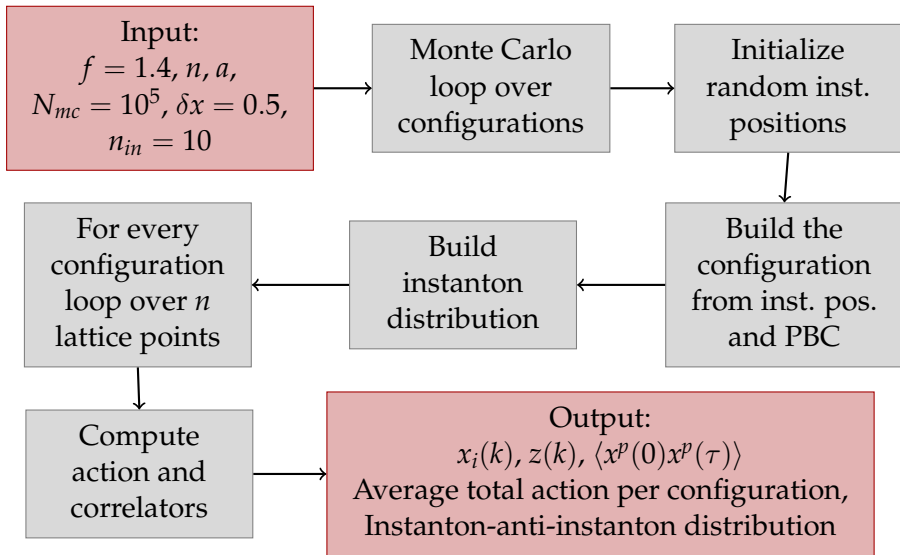 Input:
f = 1.4, n, a,
N_mc = 10^5, δx = 0.5,
n_in = 10
Monte Carlo
loop over
configurations
Initialize
random inst.
positions
Build the
configuration
from inst. pos.
and PBC
Build
instanton
distribution
For every
configuration
loop over n
lattice points
Compute
action and
correlators
Output:
x_i(k), z(k), ⟨x^p(0)x^p(τ)⟩
Average total action per configuration,
Instanton-anti-instanton distribution